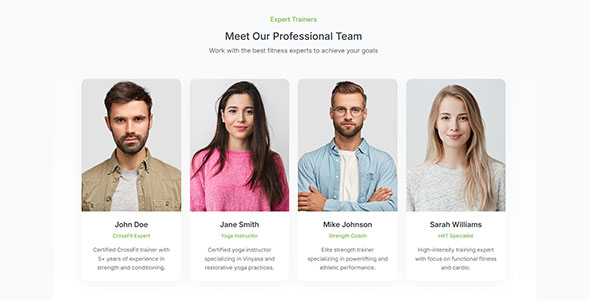 Expert Trainers
Meet Our Professional Team
Work with the best fitness experts to achieve your goals
John Doe
CrossFit Expert
Certified CrossFit trainer with
5+ years of experience in
strength and conditioning.
Jane Smith
Yoga Instructor
Certified yoga instructor
specializing in Vinyasa and
restorative yoga practices.
Mike Johnson
Strength Coach
Elite strength trainer
specializing in powerlifting and
athletic performance.
Sarah Williams
HIIT Specialist
High-intensity training expert
with focus on functional fitness
and cardio.